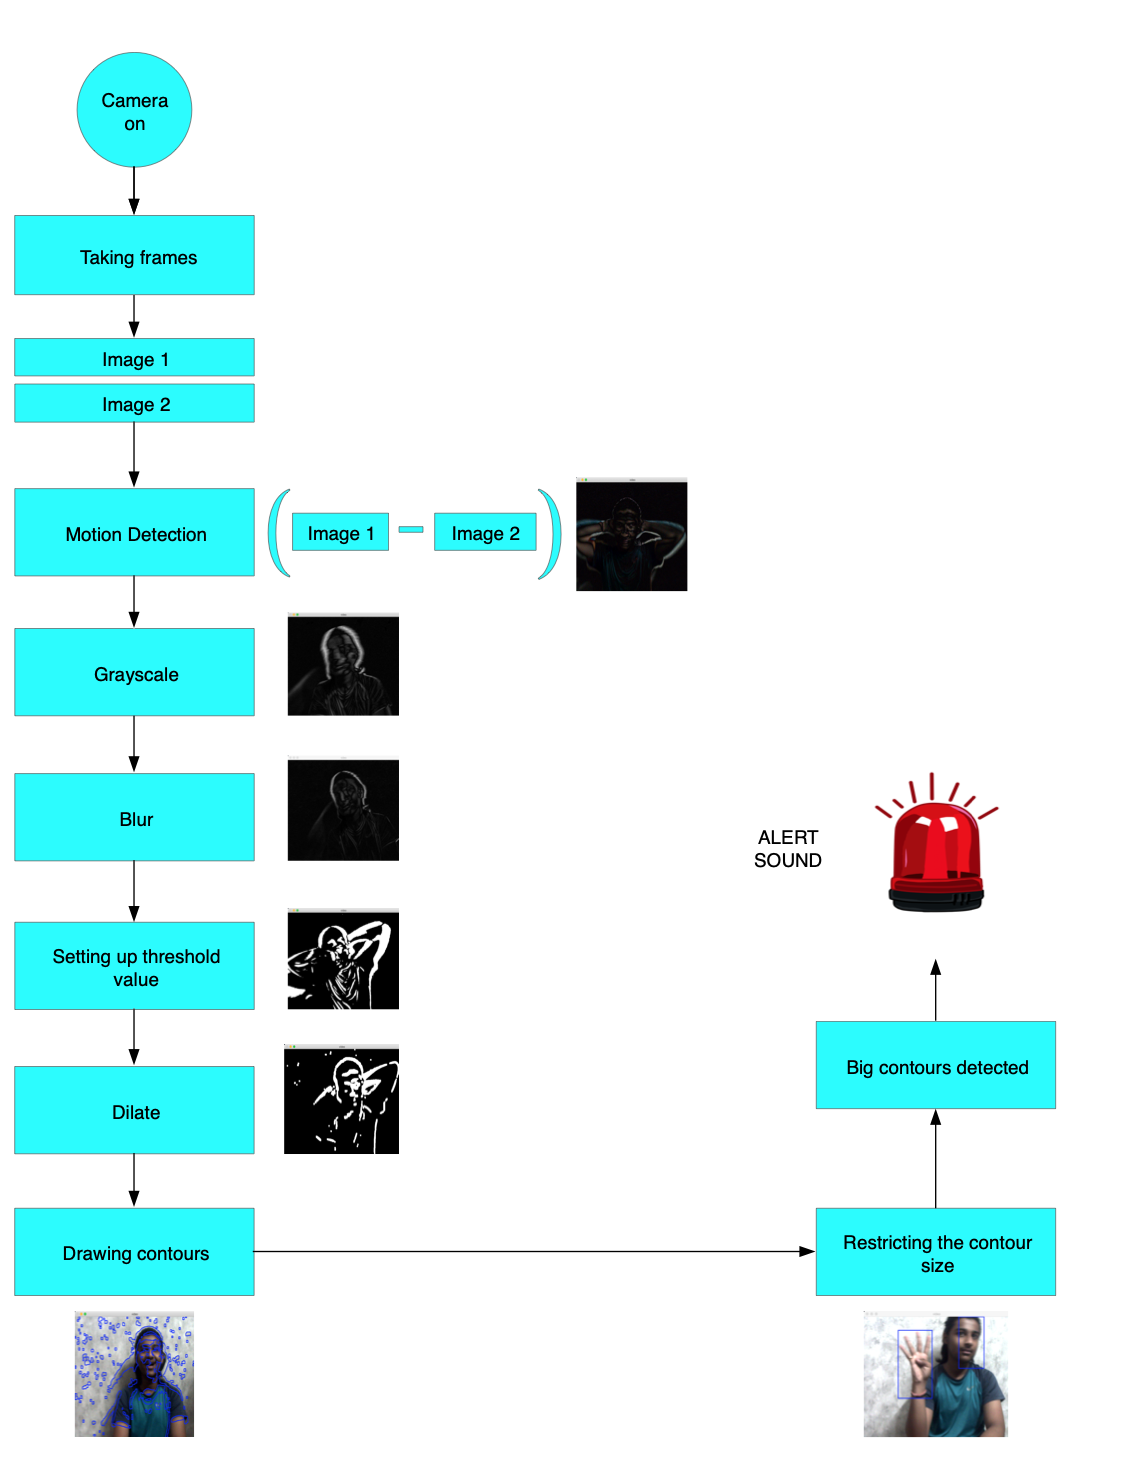 Camera
on
Taking frames
Image 1
Image 2
Motion Detection
Image 1
Image 2
Grayscale
Blur
Setting up threshold
value
Dilate
Drawing contours
Restricting the contour
size
Big contours detected
ALERT
SOUND